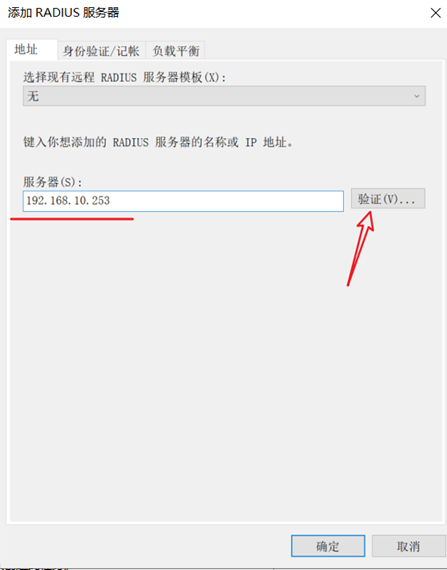 添加 RADIUS 服务器
地址 身份验证/记帐 负载平衡
选择现有远程 RADIUS 服务器模板(X):
无
键入你想添加的 RADIUS 服务器的名称或 IP 地址。
服务器(S):
192.168.10.253 验证(V)...
确定 取消